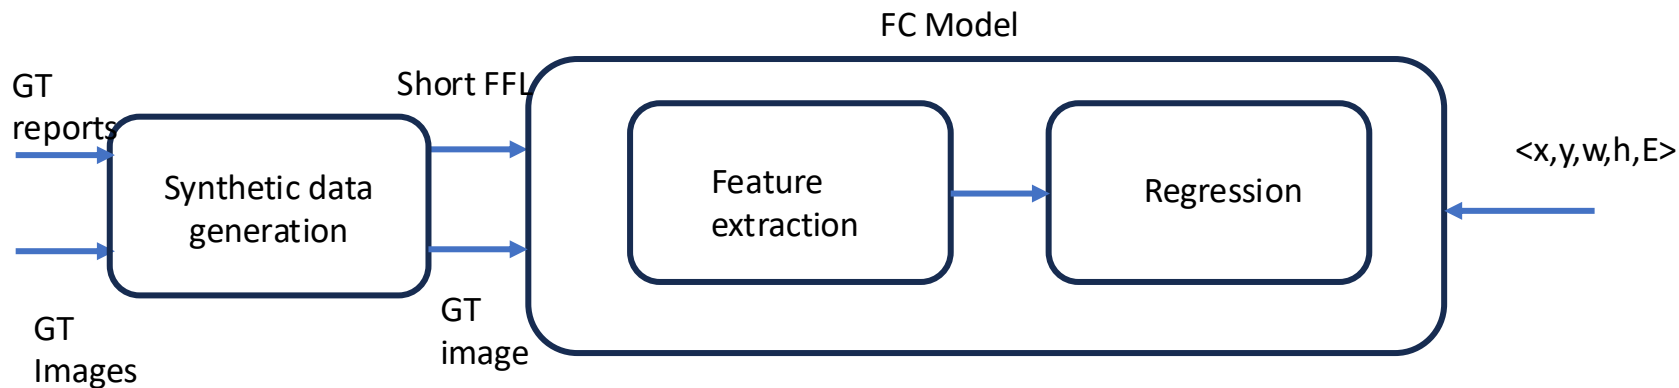 FC Model
GT
reports
Short FFL
Synthetic data
generation
Feature
extraction
Regression
<x,y,w,h,E>
GT
Images
GT
image